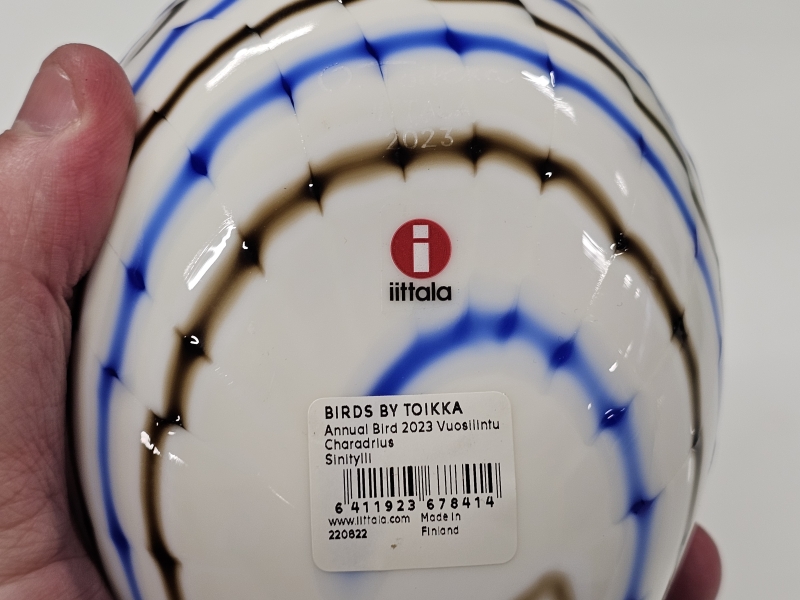 2023
i
iittala
BIRDS BY TOIKKA
Annual Bird 2023 Vuosilintu
Charadrius
Sinitylli
6 411923 678414
www.iittala.com Made in
220822 Finland